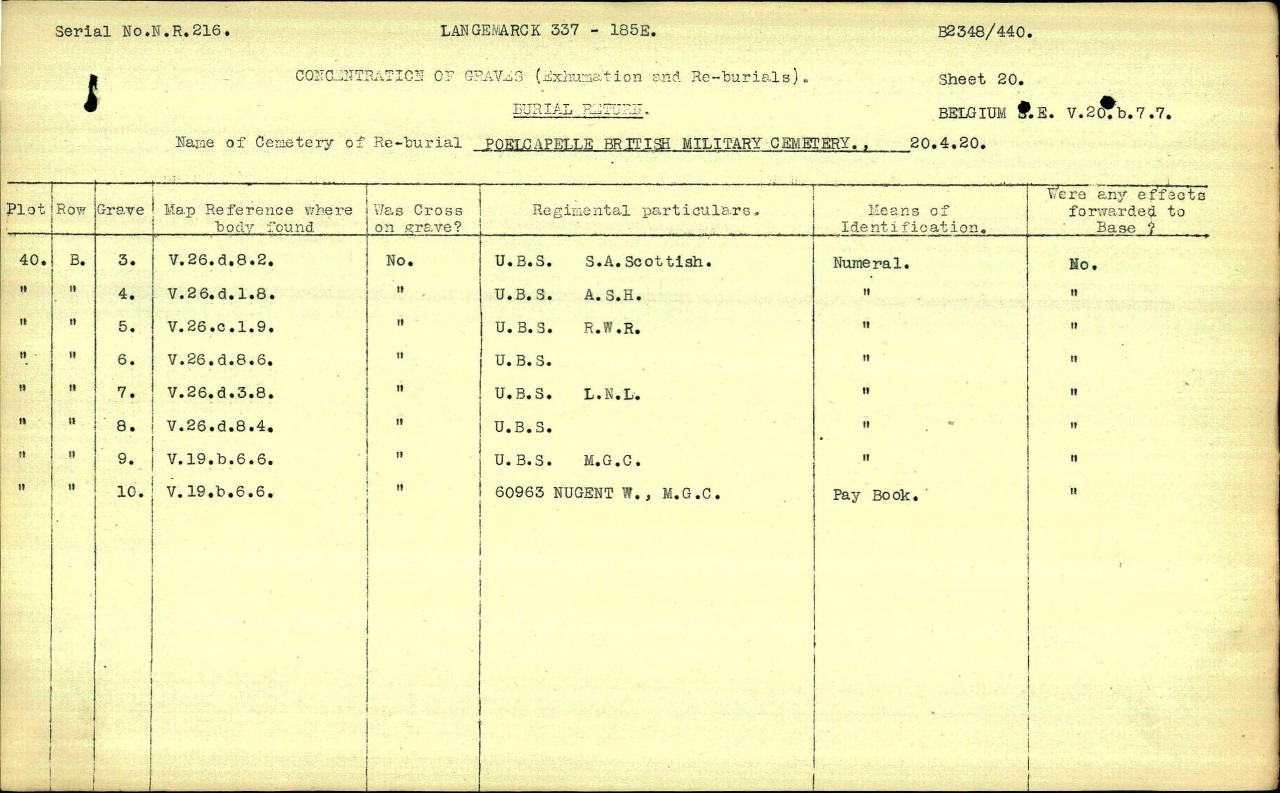 Serial No.N.R.216. LANGEMARCK 337 - 185E. B2348/440.
CONCENTRATION OF GRAVES (Exhumation and Re-burials). Sheet 20.
BURIAL RETURN. BELGIUM S.E. V.20.b.7.7.
Name of Cemetery of Re-burial POELCAPELLE BRITISH MILITARY CEMETERY., 20.4.20.
Plot Row Grave Map Reference where body found Was Cross on grave? Regimental particulars. Means of Identification. Were any effects forwarded to Base ?
40. B. 3. V.26.d.8.2. No. U.B.S. S.A.Scottish. Numeral. No.
" " 4. V.26.d.1.8. " U.B.S. A.S.H. " "
" " 5. V.26.c.1.9. " U.B.S. R.W.R. " "
" " 6. V.26.d.8.6. " U.B.S. " "
" " 7. V.26.d.3.8. " U.B.S. L.N.L. " "
" " 8. V.26.d.8.4. " U.B.S. " "
" " 9. V.19.b.6.6. " U.B.S. M.G.C. " "
" " 10. V.19.b.6.6. " 60963 NUGENT W., M.G.C. Pay Book. "